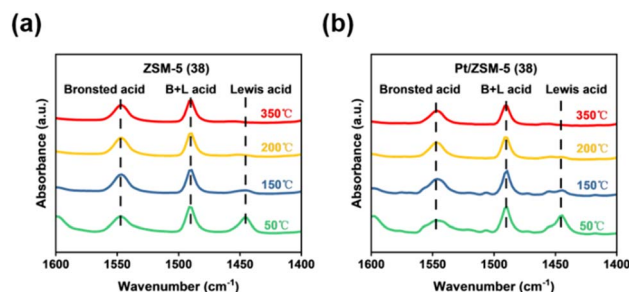 (a)
ZSM-5 (38)
Bronsted acid B+L acid Lewis acid
350℃
200℃
150℃
50℃
Absorbance (a.u.)
1600 1550 1500 1450 1400
Wavenumber (cm⁻¹)
(b)
Pt/ZSM-5 (38)
Bronsted acid B+L acid Lewis acid
350℃
200℃
150℃
50℃
Absorbance (a.u.)
1600 1550 1500 1450 1400
Wavenumber (cm⁻¹)